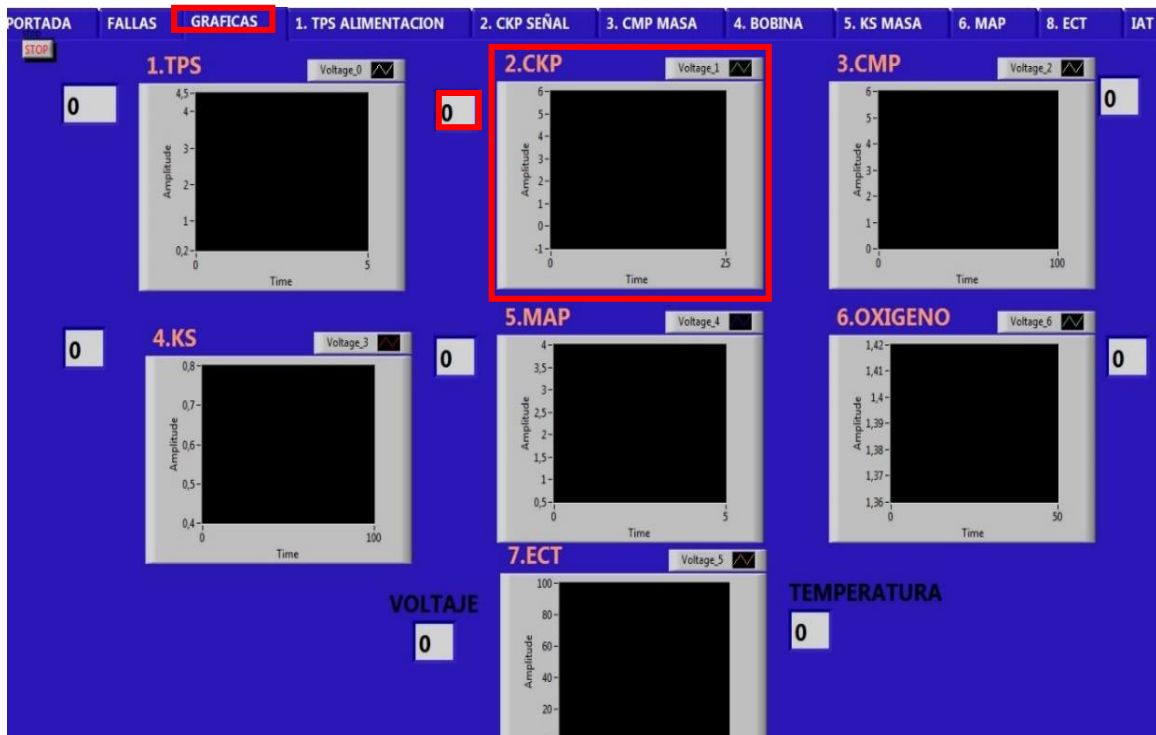 PORTADA FALLAS GRAFICAS 1. TPS ALIMENTACION 2. CKP SEÑAL 3. CMP MASA 4. BOBINA 5. KS MASA 6. MAP 8. ECT IAT
STOP
1.TPS
Voltage_0
0
4,5
4
3
2
1
0,2
Amplitude
0 5
Time
2.CKP
Voltage_1
0
6
5
4
3
2
1
0
-1
Amplitude
0 25
Time
3.CMP
Voltage_2
0
6
5
4
3
2
1
0
Amplitude
0 100
Time
4.KS
Voltage_3
0
0,8
0,7
0,6
0,5
0,4
Amplitude
0 100
Time
5.MAP
Voltage_4
0
4
3,5
3
2,5
2
1,5
1
0,5
Amplitude
0 5
Time
6.OXIGENO
Voltage_6
0
1,42
1,41
1,4
1,39
1,38
1,37
1,36
Amplitude
0 50
Time
7.ECT
Voltage_5
VOLTAJE
0
100
80
60
40
20
Amplitude
TEMPERATURA
0